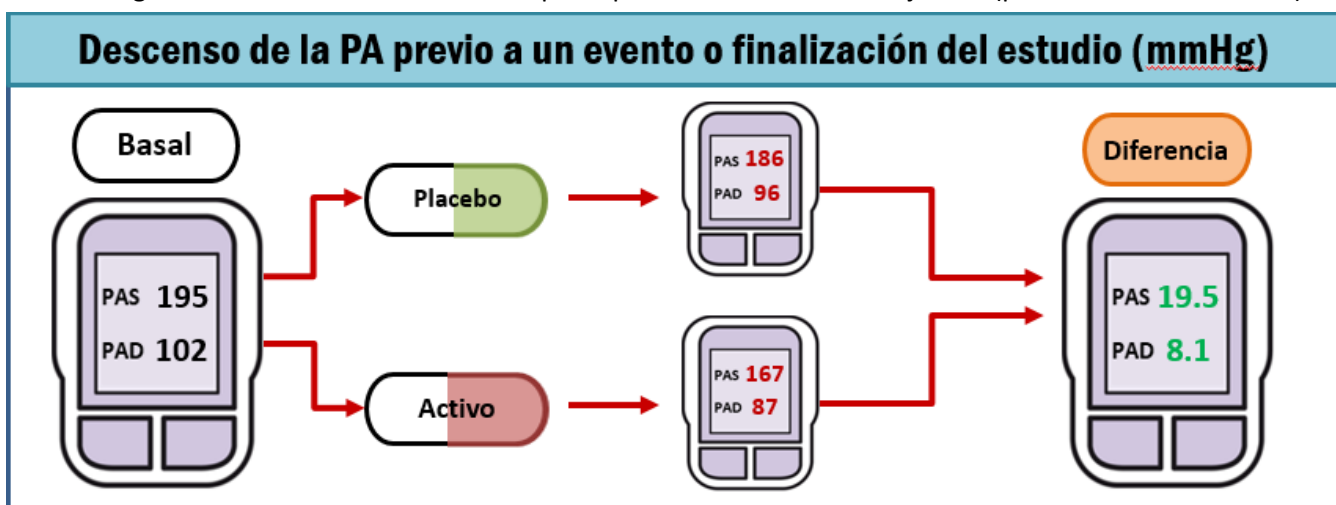 Descenso de la PA previo a un evento o finalización del estudio (mmHg)
Basal
PAS 195
PAD 102
Placebo
PAS 186
PAD 96
Activo
PAS 167
PAD 87
Diferencia
PAS 19.5
PAD 8.1